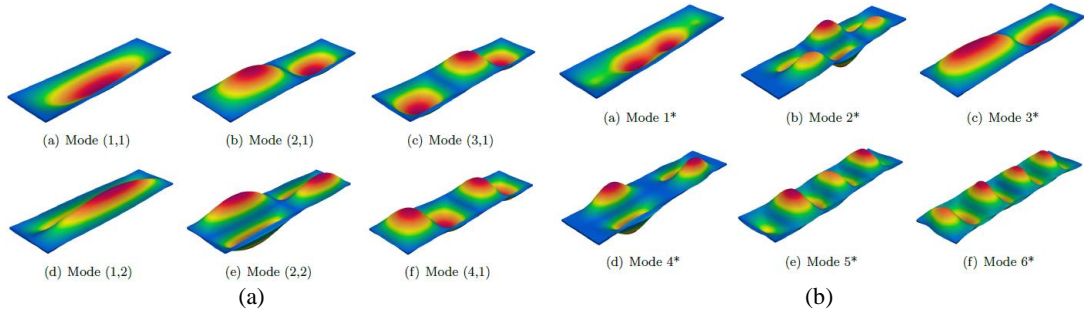 (a) Mode (1,1)
(b) Mode (2,1)
(c) Mode (3,1)
(d) Mode (1,2)
(e) Mode (2,2)
(f) Mode (4,1)
(a)
(a) Mode 1*
(b) Mode 2*
(c) Mode 3*
(d) Mode 4*
(e) Mode 5*
(f) Mode 6*
(b)